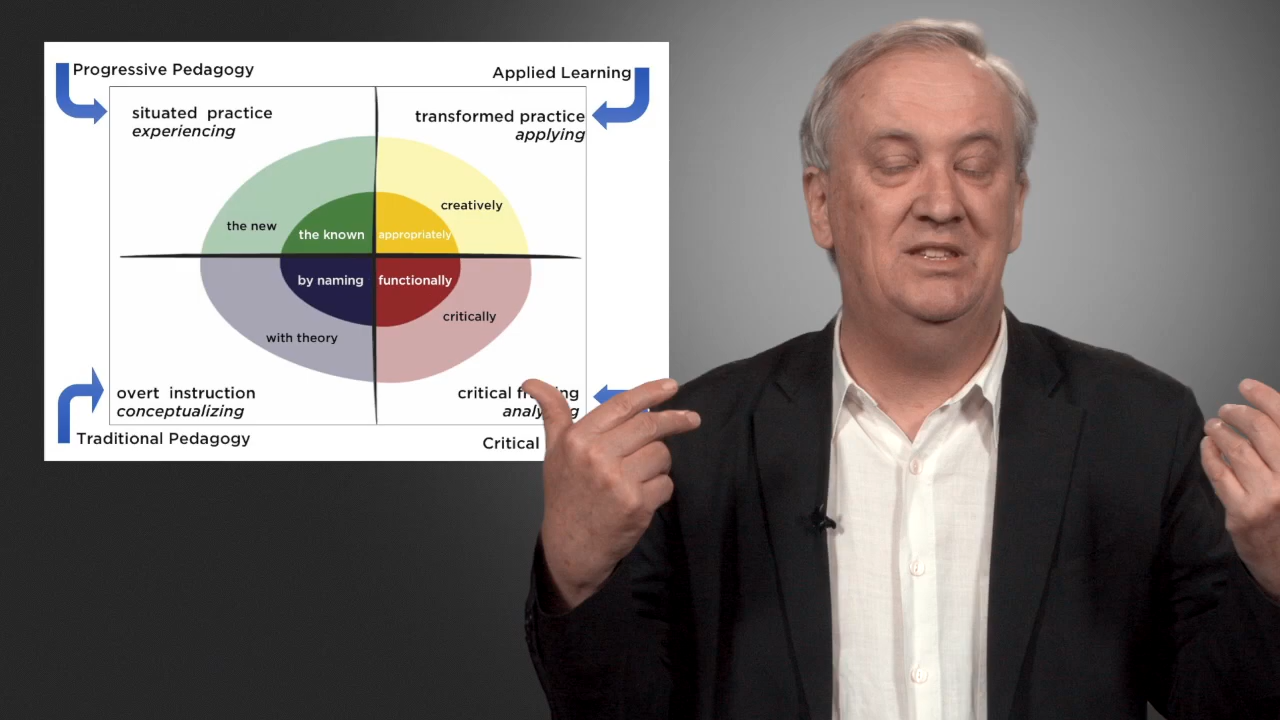 Progressive Pedagogy
Applied Learning
situated practice
experiencing
transformed practice
applying
creatively
the new
the known
appropriately
by naming
functionally
critically
with theory
overt instruction
conceptualizing
critical
Traditional Pedagogy
Critical